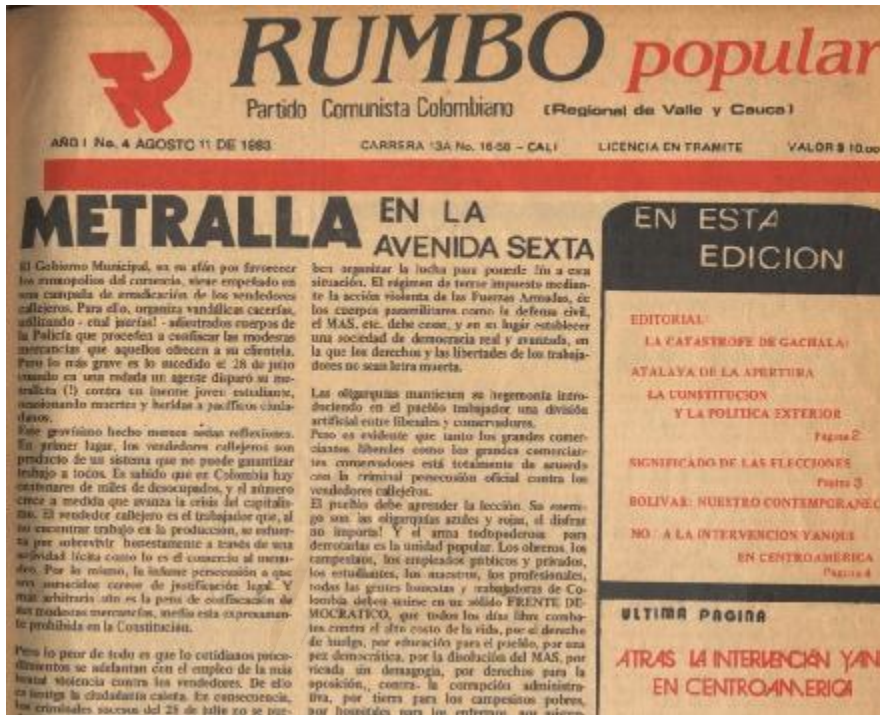 RUMBO popular
Partido Comunista Colombiano (Regional de Valle y Cauca)
AÑO I No. 4 AGOSTO 11 DE 1983 CARRERA 13A No. 16-58 - CALI LICENCIA EN TRAMITE VALOR $ 10.oo
METRALLA EN LA
AVENIDA SEXTA
El Gobierno Municipal, en su afán por favorecer
los monopolios del comercio, viene empeñado en
una campaña de erradicación de los vendedores
callejeros. Para ello, organiza vandálicas cacerías,
utilizando - cual jaurías! - adiestrados cuerpos de
la Policía que proceden a confiscar las modestas
mercancías que aquellos ofrecen a su clientela.
Pero lo más grave es lo sucedido el 28 de julio
cuando en una redada un agente disparó su me-
tralleta (!) contra un inerme joven estudiante,
ocasionando muertes y heridas a pacíficos ciuda-
danos.
Este gravísimo hecho merece serias reflexiones.
En primer lugar, los vendedores callejeros son
producto de un sistema que no puede garantizar
trabajo a todos. Es sabido que en Colombia hay
centenares de miles de desocupados, y el número
crece a medida que avanza la crisis del capitalis-
mo. El vendedor callejero es el trabajador que, al
no encontrar trabajo en la producción, se esfuer-
za por sobrevivir honestamente a través de una
actividad lícita como lo es el comercio al menu-
deo. Por lo mismo, la infame persecución a que
son sometidos carece de justificación legal. Y
más arbitraria aún es la pena de confiscación de
sus modestas mercancías, medio esta expresamen-
te prohibida en la Constitución.
Pero lo peor de todo es que lo cotidianos proce-
dimientos se adelantan con el empleo de la más
brutal violencia contra los vendedores. De ello
es testigo la ciudadanía caleña. En consecuencia,
los criminales sucesos del 28 de julio no se
ben organizar la lucha para ponerle fin a esta
situación. El régimen de terror impuesto median-
te la acción violenta de las Fuerzas Armadas, de
los cuerpos paramilitares como la defensa civil,
el MAS, etc. debe cesar, y en su lugar establecer
una sociedad de democracia real y avanzada, en
la que los derechos y las libertades de los trabaja-
dores no sean letra muerta.
Las oligarquías mantienen su hegemonía intro-
duciendo en el pueblo trabajador una división
artificial entre liberales y conservadores.
Pero es evidente que tanto los grandes comer-
ciantes liberales como los grandes comercian-
tes conservadores está totalmente de acuerdo
con la criminal persecución oficial contra los
vendedores callejeros.
El pueblo debe aprender la lección. Su enemi-
go son las oligarquías azules y rojas, el disfraz
no importa! Y el arma todopoderosa para
derrocarlas es la unidad popular. Los obreros, los
campesinos, los empleados públicos y privados,
los estudiantes, los maestros, los profesionales,
todas las gentes honestas y trabajadoras de Co-
lombia deben unirse en un sólido FRENTE DE-
MOCRATICO, que todos los días libre comba-
tes contra el alto costo de la vida, por el derecho
de huelga, por educación para el pueblo, por una
paz democrática, por la disolución del MAS, por
vivienda sin demagogia, por derechos para la
oposición, contra la corrupción administra-
tiva, por tierra para los campesinos pobres,
por hospitales para los enfermos, por
EN ESTA
EDICION
EDITORIAL:
LA CATASTROFE DE GACHALA!
ATALAYA DE LA APERTURA
LA CONSTITUCION
Y LA POLITICA EXTERIOR
Página 2
SIGNIFICADO DE LAS ELECCIONES
Página 3
BOLIVAR: NUESTRO CONTEMPORANEO
NO! A LA INTERVENCION YANQUI
EN CENTROAMERICA
Página 4
ULTIMA PAGINA
ATRAS LA INTERVENCIÓN YAN
EN CENTROAMERICA